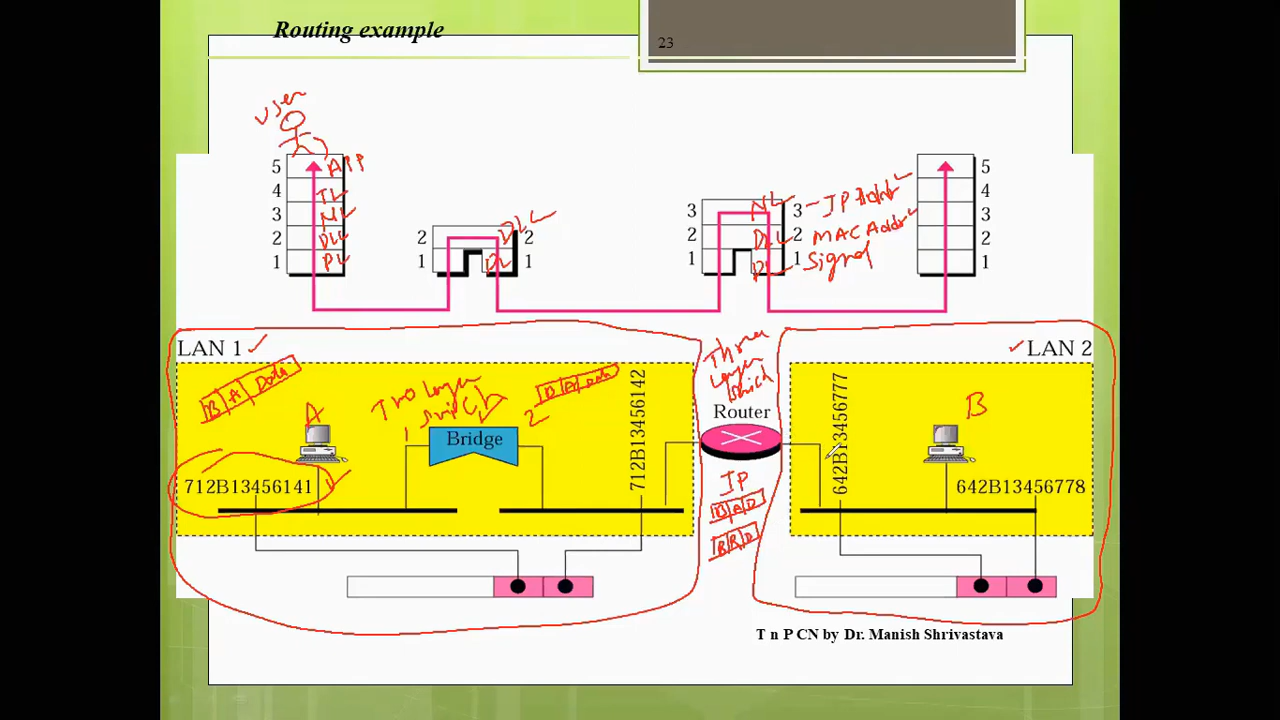 Routing example
23
User
5 APP
4 TL
3 NL
2 DLL
1 PL
2 DLL 2
1 DL 1
3 NL 3 - IP Addr
2 DLL 2 MAC Addr
1 PL 1 Signal
5
4
3
2
1
LAN 1
B A Data
A
Two layer
1
2
Bridge
712B13456141
712B13456142
Three
layer
Router
IP
B A D
B R D
LAN 2
B
642B13456777
642B13456778
T n P CN by Dr. Manish Shrivastava